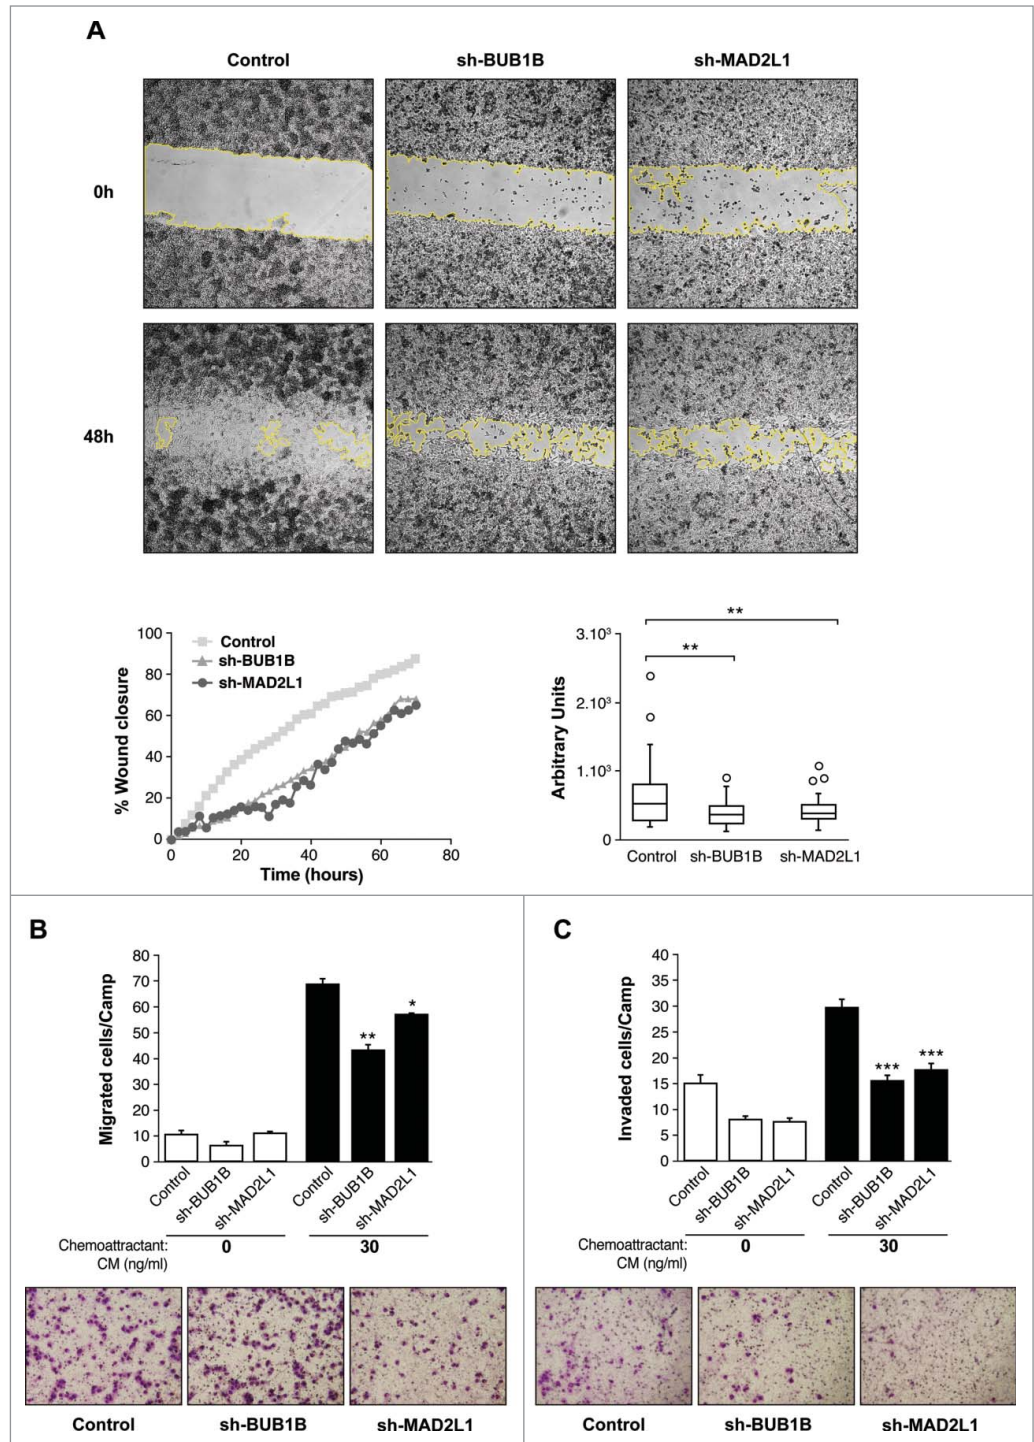 A
Control sh-BUB1B sh-MAD2L1
0h
48h
100
80
60
40
20
0
% Wound closure
Control
sh-BUB1B
sh-MAD2L1
0 20 40 60 80
Time (hours)
** 
**
3.10³
2.10³
1.10³
0
Arbitrary Units
Control sh-BUB1B sh-MAD2L1
B
80
70
60
50
40
30
20
10
0
Migrated cells/Camp
**
*
Control
sh-BUB1B
sh-MAD2L1
Control
sh-BUB1B
sh-MAD2L1
Chemoattractant: 0 30
CM (ng/ml)
Control sh-BUB1B sh-MAD2L1
C
40
35
30
25
20
15
10
5
0
Invaded cells/Camp
***
***
Control
sh-BUB1B
sh-MAD2L1
Control
sh-BUB1B
sh-MAD2L1
Chemoattractant: 0 30
CM (ng/ml)
Control sh-BUB1B sh-MAD2L1